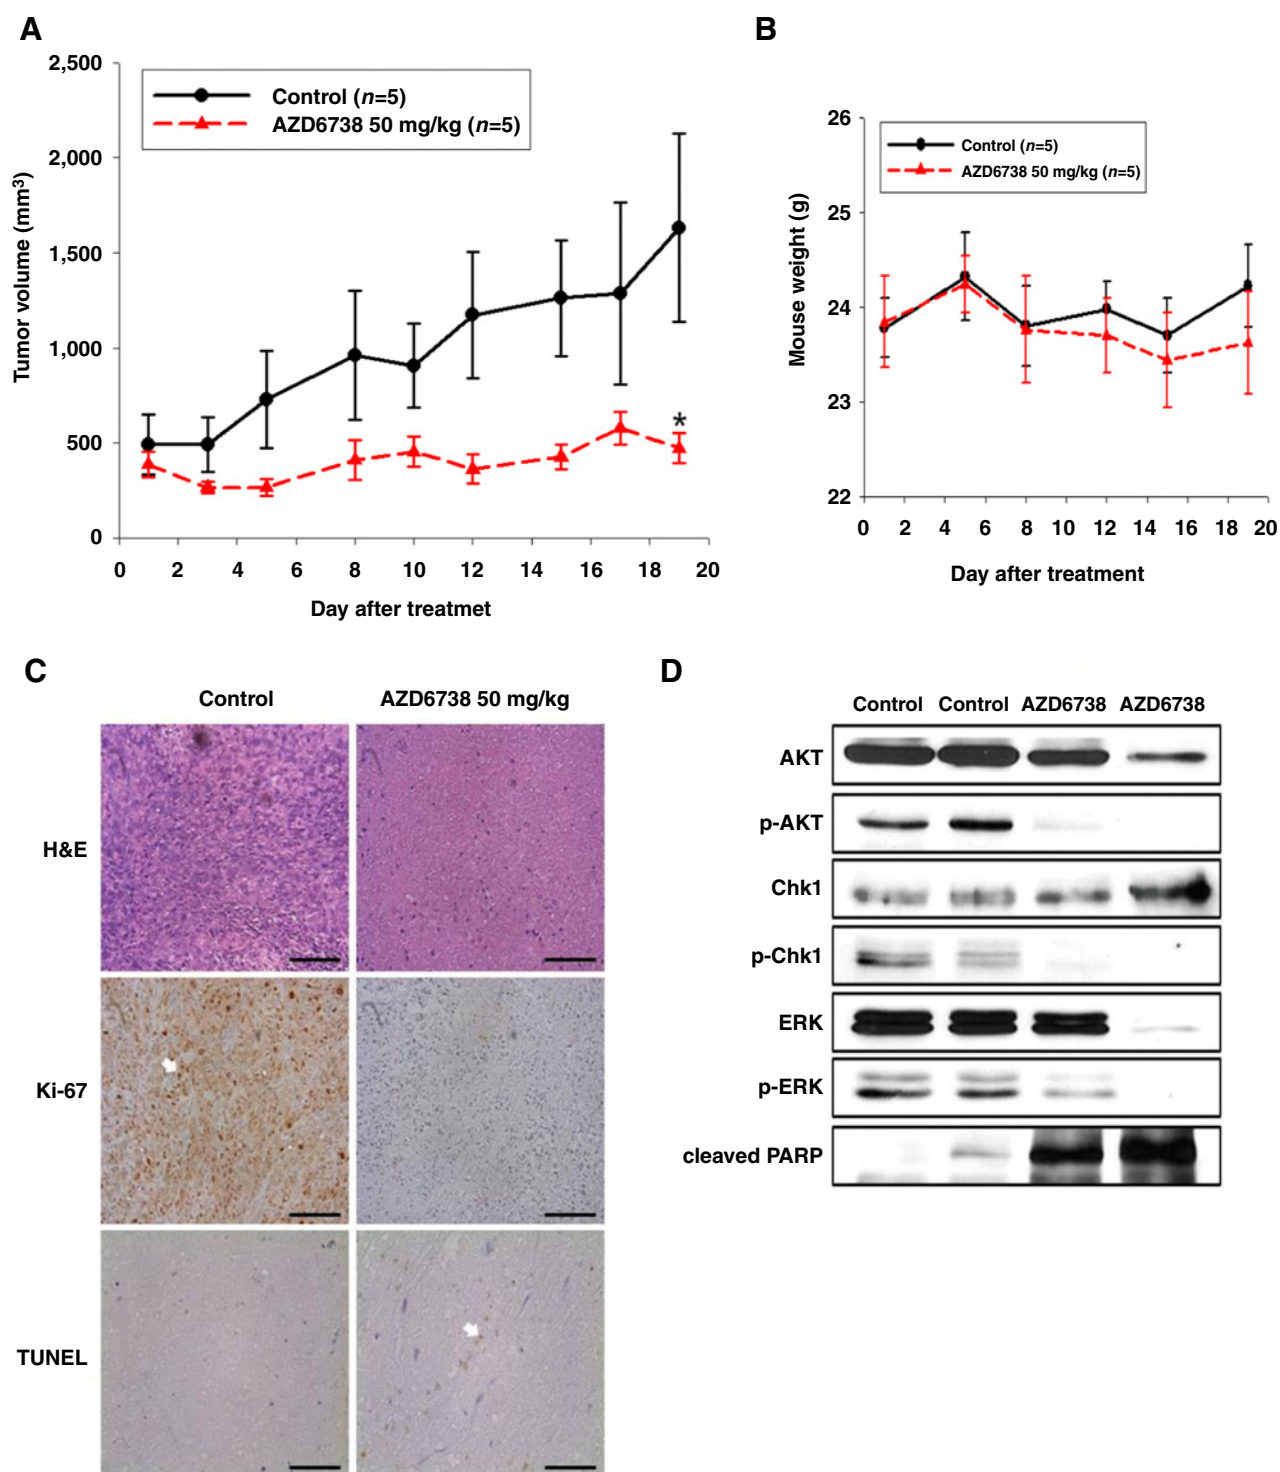 A
2,500
2,000
1,500
1,000
500
0
Tumor volume (mm³)
Control (n=5)
AZD6738 50 mg/kg (n=5)
*
0 2 4 6 8 10 12 14 16 18 20
Day after treatmet
B
26
25
24
23
22
Mouse weight (g)
Control (n=5)
AZD6738 50 mg/kg (n=5)
0 2 4 6 8 10 12 14 16 18 20
Day after treatment
C
Control AZD6738 50 mg/kg
H&E
Ki-67
TUNEL
D
Control Control AZD6738 AZD6738
AKT
p-AKT
Chk1
p-Chk1
ERK
p-ERK
cleaved PARP